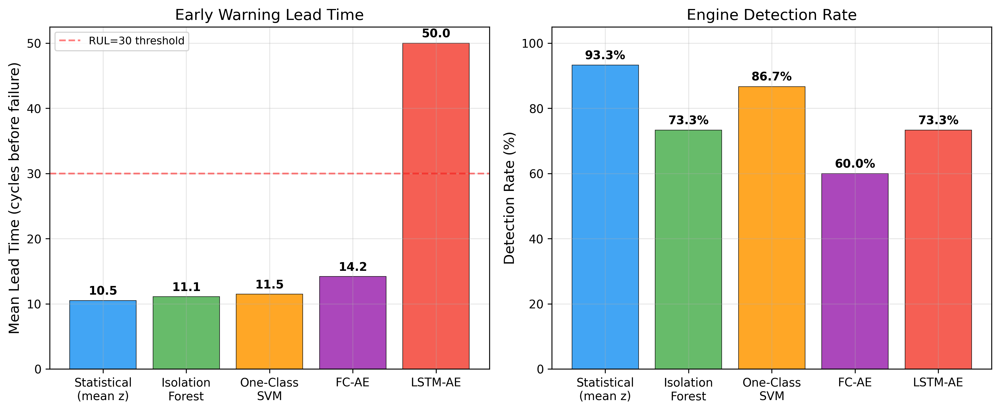 Early Warning Lead Time
RUL=30 threshold
Mean Lead Time (cycles before failure)
50
40
30
20
10
0
10.5
11.1
11.5
14.2
50.0
Statistical
(mean z)
Isolation
Forest
One-Class
SVM
FC-AE
LSTM-AE
Engine Detection Rate
Detection Rate (%)
100
80
60
40
20
0
93.3%
73.3%
86.7%
60.0%
73.3%
Statistical
(mean z)
Isolation
Forest
One-Class
SVM
FC-AE
LSTM-AE